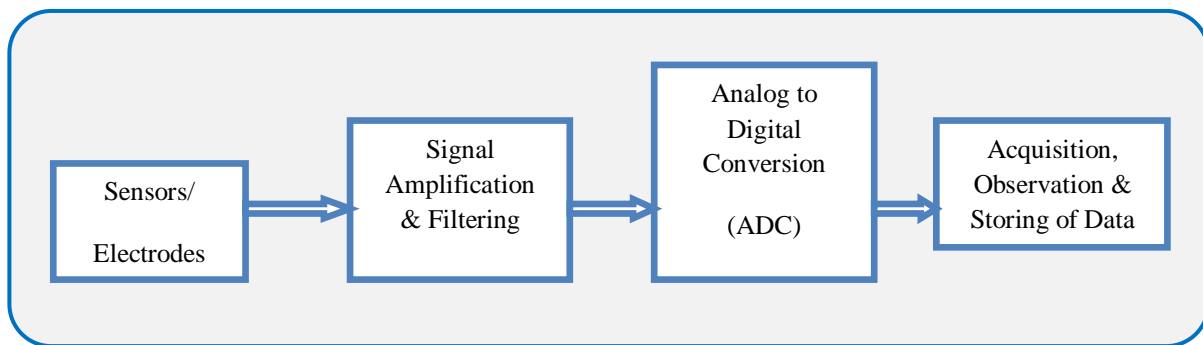 Sensors/
Electrodes
Signal
Amplification
& Filtering
Analog to
Digital
Conversion
(ADC)
Acquisition,
Observation &
Storing of Data